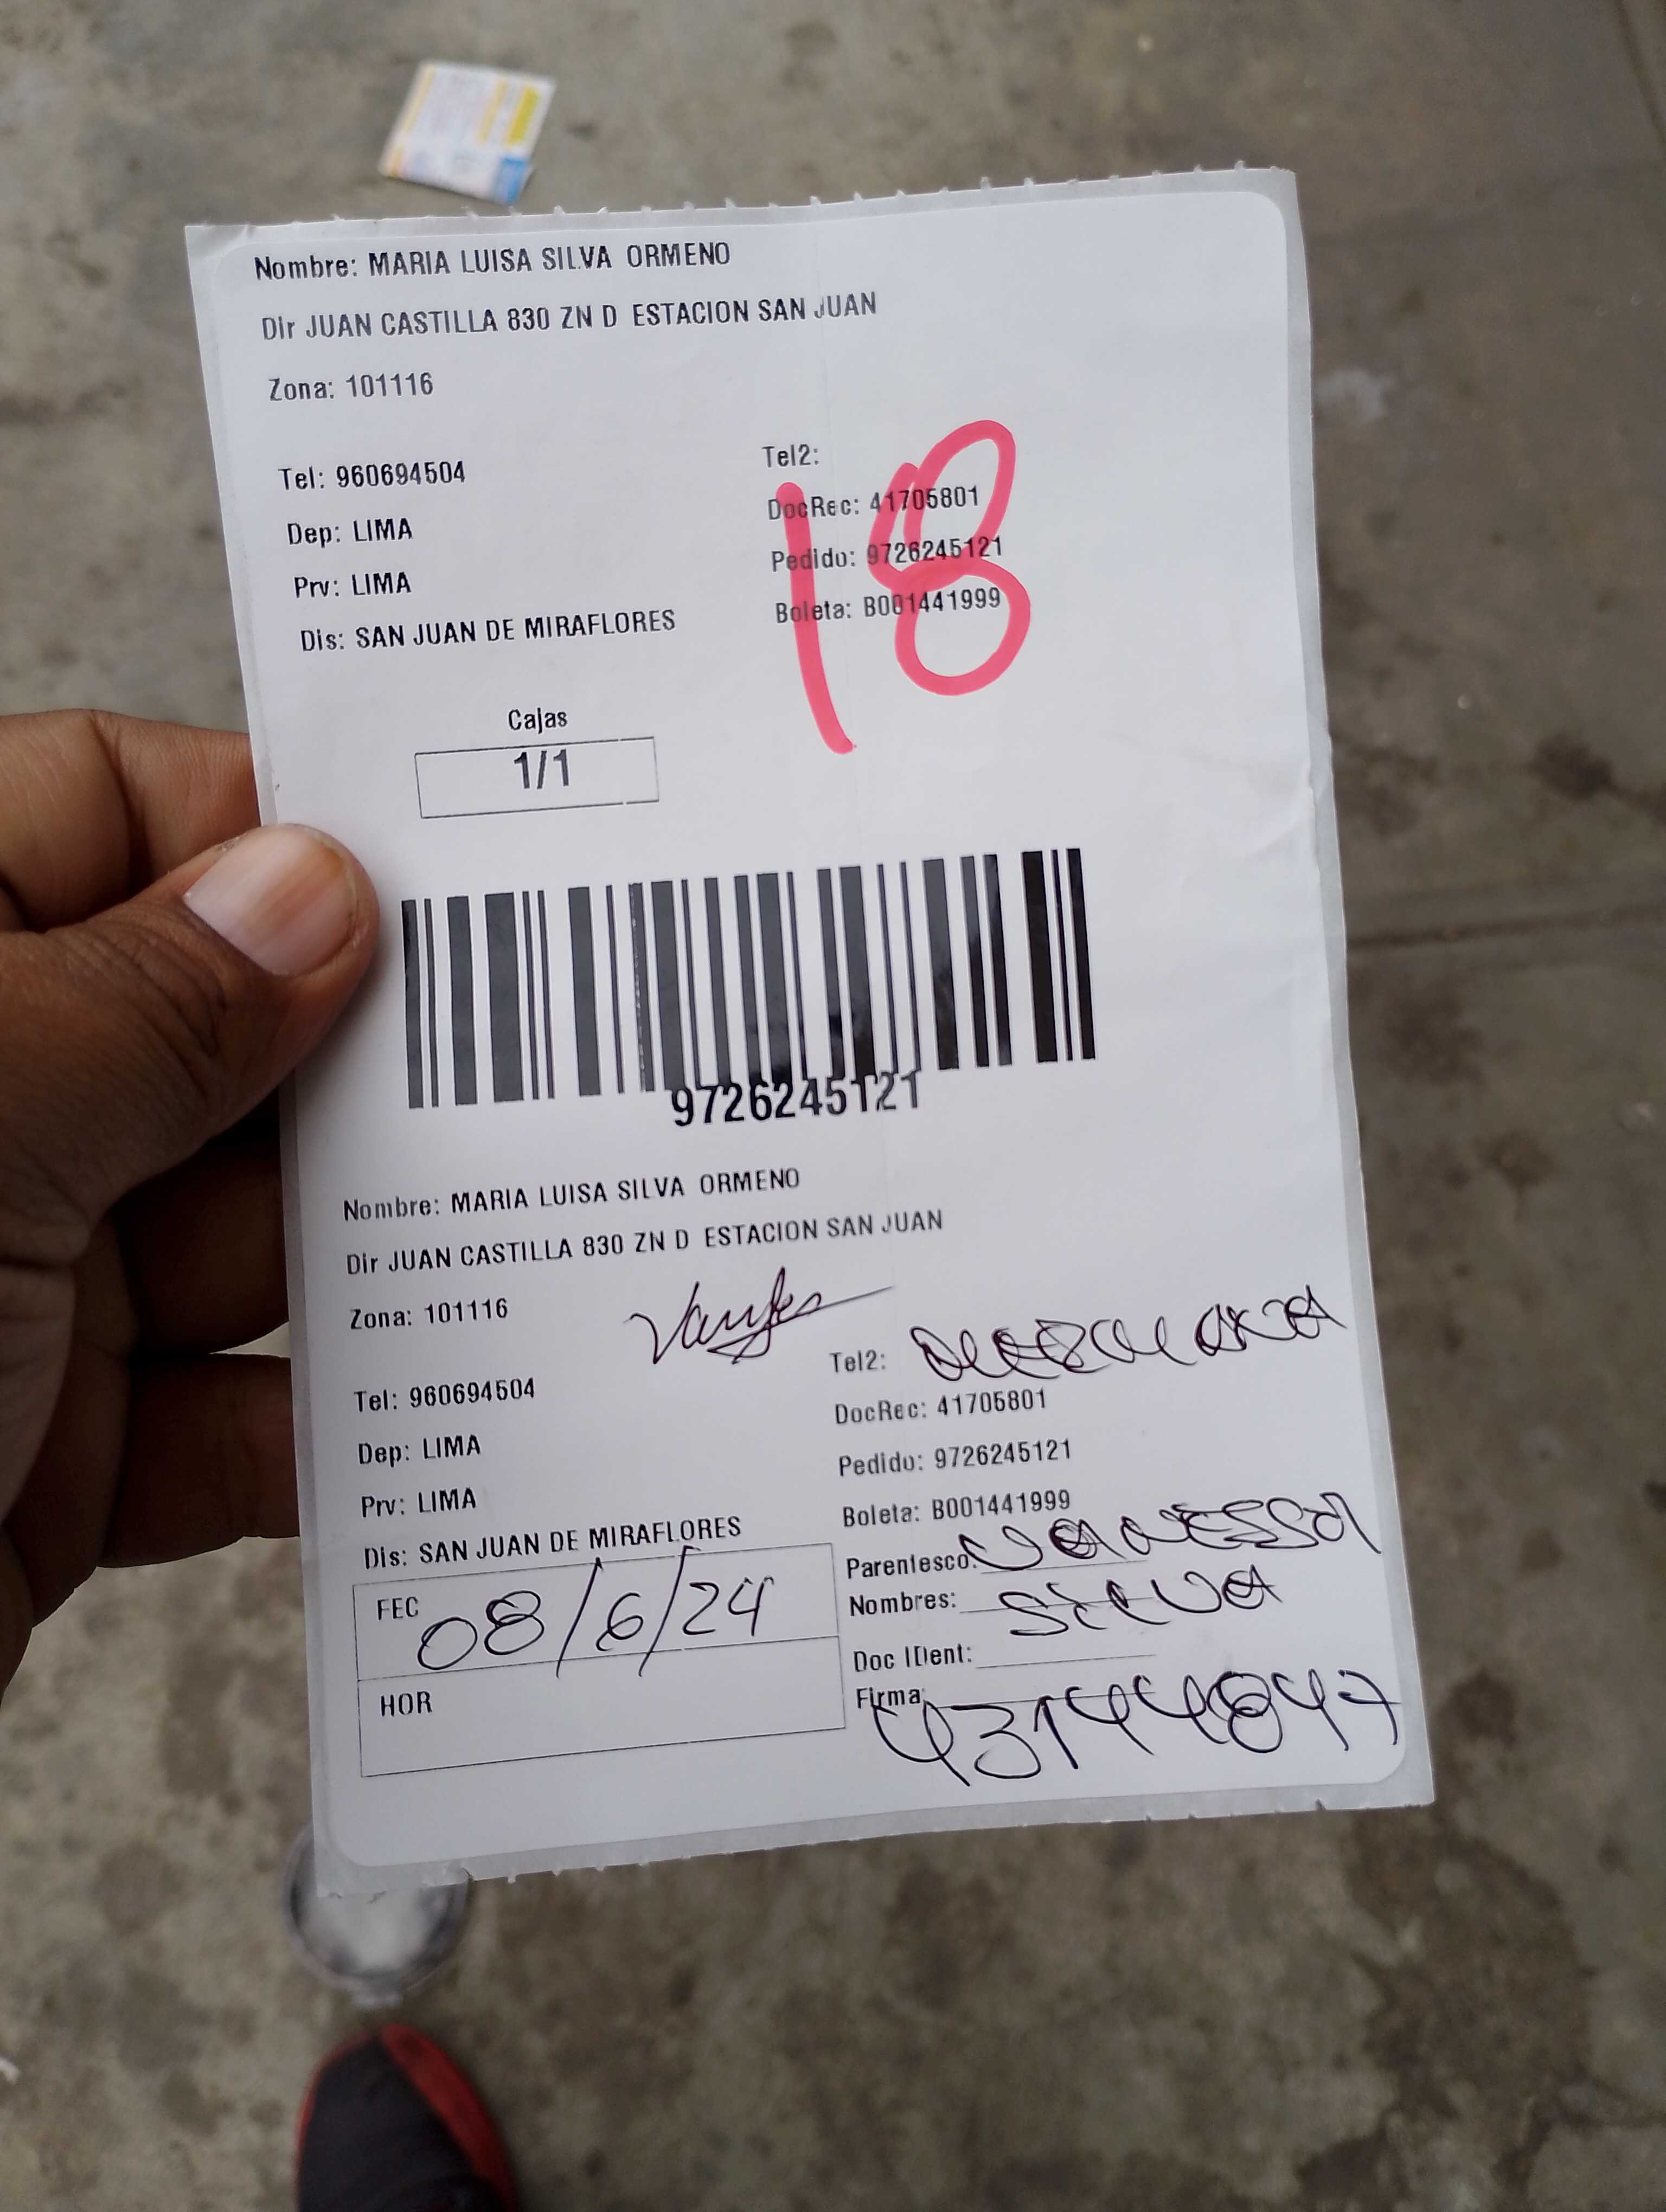 Nombre: MARIA LUISA SILVA ORMENO
Dir JUAN CASTILLA 830 ZN D ESTACION SAN JUAN
Zona: 101116
Tel: 960694504
Tel2:
DocRec: 41705801
Dep: LIMA
Pedido: 9726245121
Prv: LIMA
Boleta: B001441999
Dis: SAN JUAN DE MIRAFLORES
18
Cajas
1/1
9726245121
Nombre: MARIA LUISA SILVA ORMENO
Dir JUAN CASTILLA 830 ZN D ESTACION SAN JUAN
Zona: 101116
Tel2:
Tel: 960694504
DocRec: 41705801
Dep: LIMA
Pedido: 9726245121
Prv: LIMA
Boleta: B001441999
Dis: SAN JUAN DE MIRAFLORES
Parentesco: VANESSA
FEC 08/6/24
Nombres: SILVA
Doc IDent:
HOR
Firma: 43144847